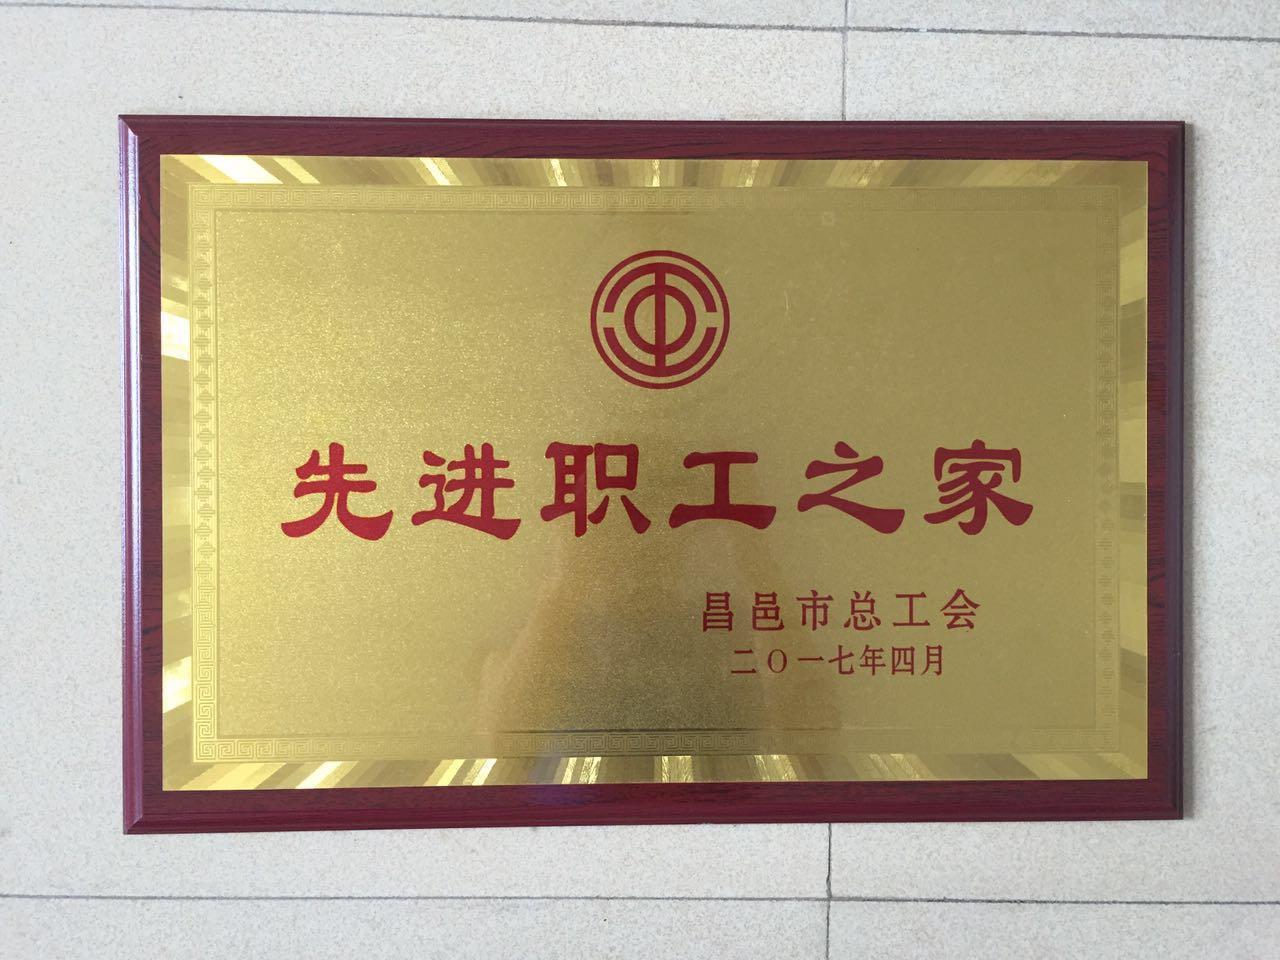 先进职工之家
昌邑市总工会
二〇一七年四月